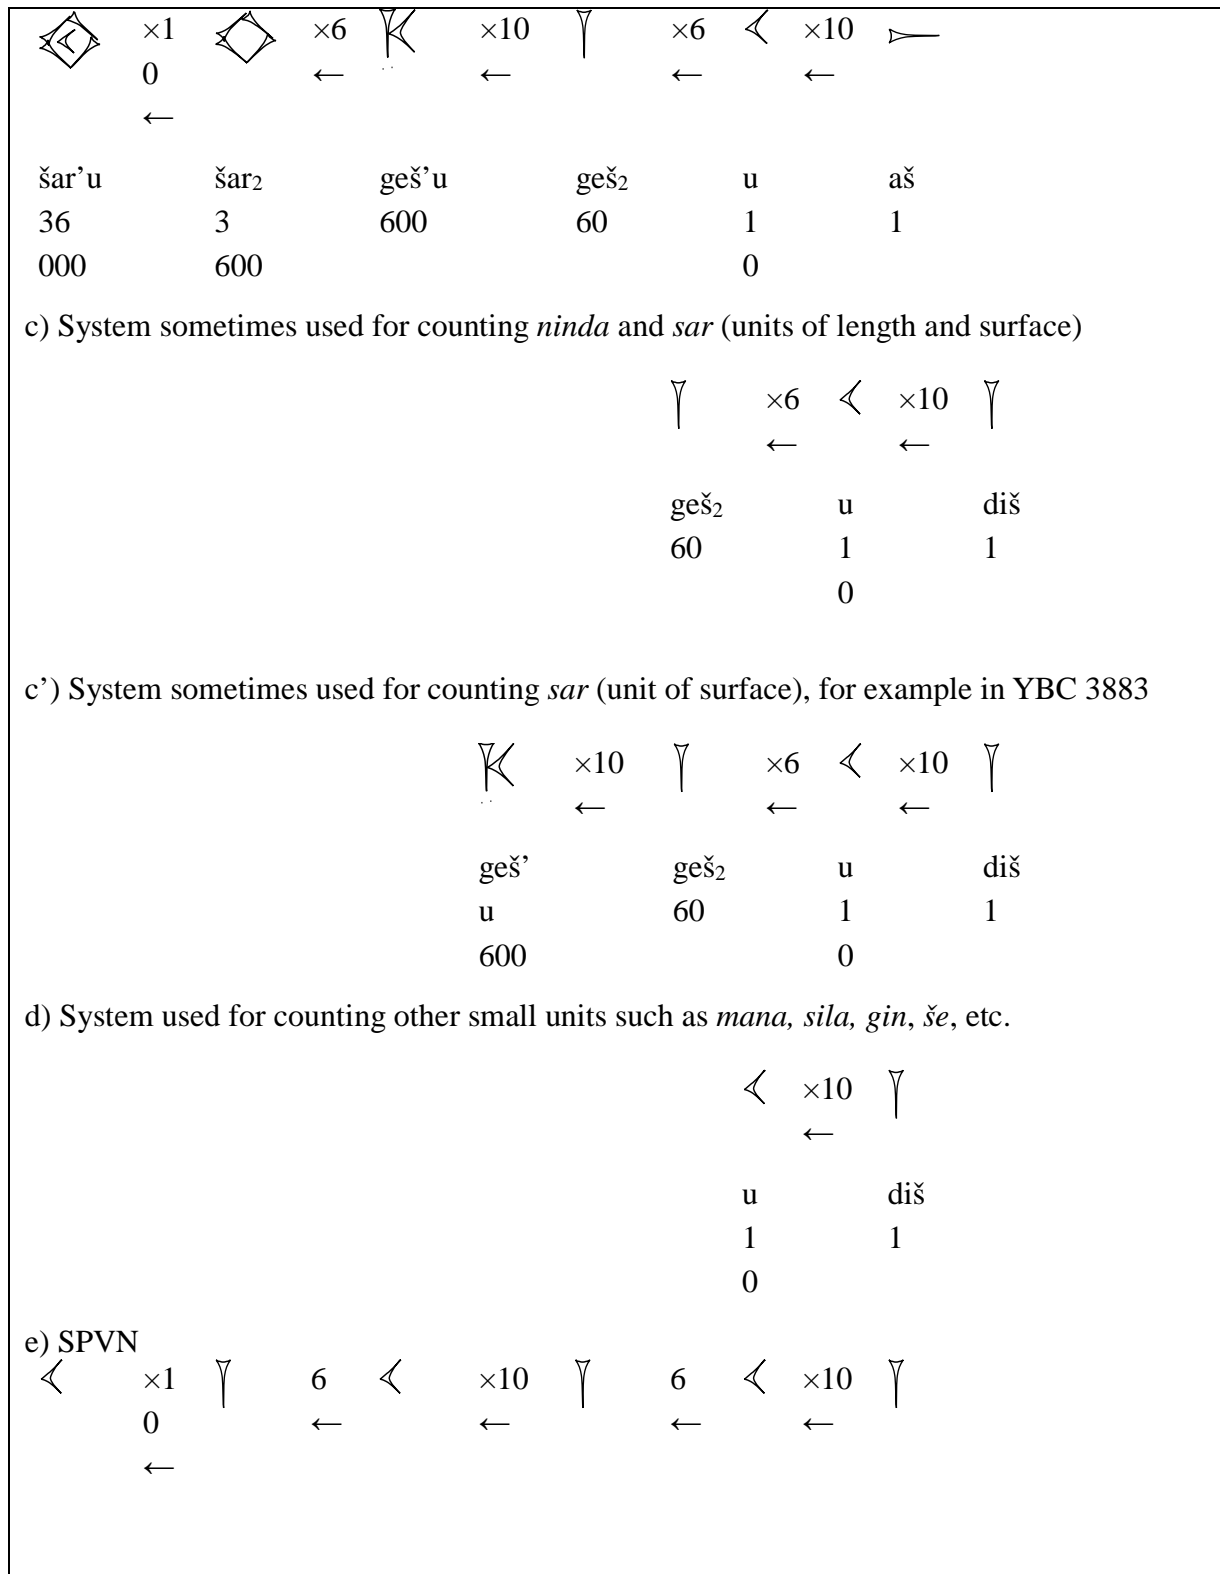 𒐬 ×10 ← 𒊹 ×6 ← 𒐞 ×10 ← 𒁹 ×6 ← 𒌋 ×10 ← 𒀸
šar’u šar₂ geš’u geš₂ u aš
36 000 3 600 600 60 10 1
c) System sometimes used for counting ninda and sar (units of length and surface)
𒁹 ×6 ← 𒌋 ×10 ← 𒁹
geš₂ u diš
60 10 1
c’) System sometimes used for counting sar (unit of surface), for example in YBC 3883
𒐞 ×10 ← 𒁹 ×6 ← 𒌋 ×10 ← 𒁹
geš’u geš₂ u diš
600 60 10 1
d) System used for counting other small units such as mana, sila, gin, še, etc.
𒌋 ×10 ← 𒁹
u diš
10 1
e) SPVN
𒌋 ×10 ← 𒁹 6 ← 𒌋 ×10 ← 𒁹 6 ← 𒌋 ×10 ← 𒁹